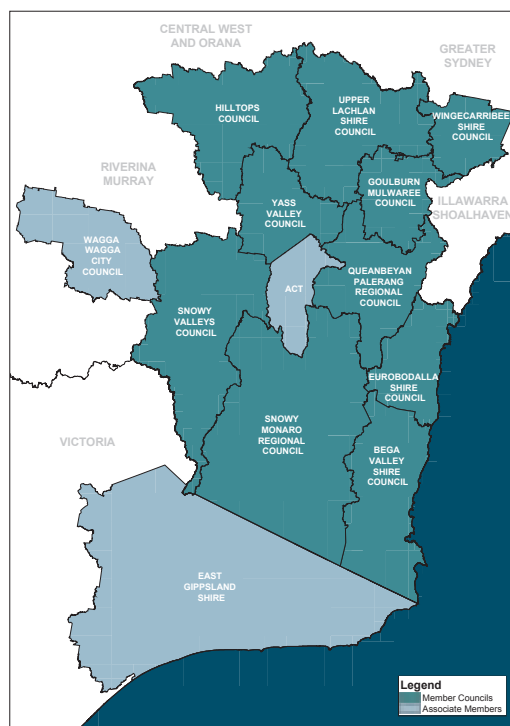 CENTRAL WEST
AND ORANA
GREATER
SYDNEY
HILLTOPS
COUNCIL
UPPER
LACHLAN
SHIRE
COUNCIL
WINGECARRIBEE
SHIRE
COUNCIL
RIVERINA
MURRAY
GOULBURN
MULWAREE
COUNCIL
YASS
VALLEY
COUNCIL
ILLAWARRA
SHOALHAVEN
WAGGA
WAGGA
CITY
COUNCIL
ACT
QUEANBEYAN
PALERANG
REGIONAL
COUNCIL
SNOWY
VALLEYS
COUNCIL
EUROBODALLA
SHIRE
COUNCIL
SNOWY
MONARO
REGIONAL
COUNCIL
VICTORIA
BEGA
VALLEY
SHIRE
COUNCIL
EAST
GIPPSLAND
SHIRE
Legend
Member Councils
Associate Members